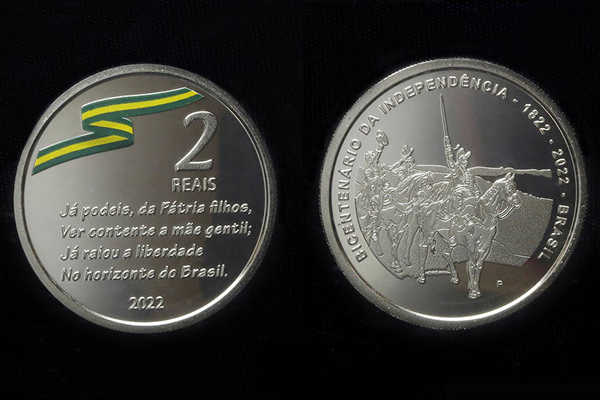 2
REAIS
Já podeis, da Pátria filhos,
Ver contente a mãe gentil;
Já raiou a liberdade
No horizonte do Brasil.
2022
BICENTENÁRIO DA INDEPENDÊNCIA - 1822 - 2022 - BRASIL
P